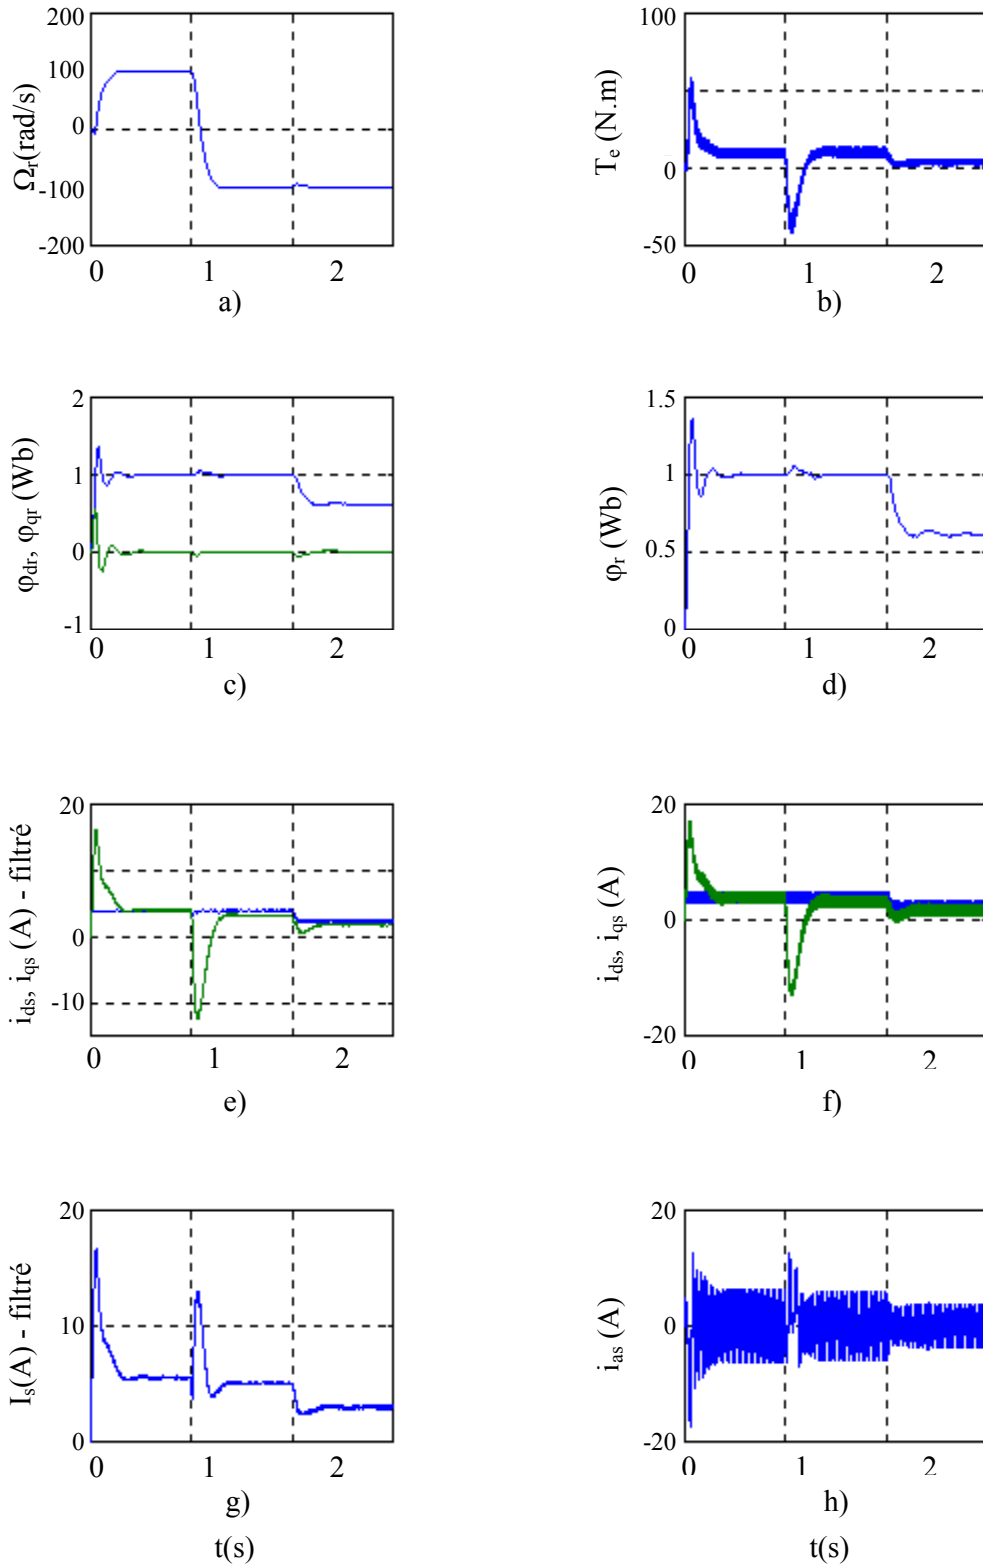 200
100
0
-100
-200
Ωr(rad/s)
0 1 2
a)
100
50
0
-50
Te (N.m)
0 1 2
b)
2
1
0
-1
φdr, φqr (Wb)
0 1 2
c)
1.5
1
0.5
0
φr (Wb)
0 1 2
d)
20
10
0
-10
ids, iqs (A) - filtré
0 1 2
e)
20
0
-20
ids, iqs (A)
0 1 2
f)
20
10
0
Is(A) - filtré
0 1 2
g)
t(s)
20
0
-20
ias (A)
0 1 2
h)
t(s)